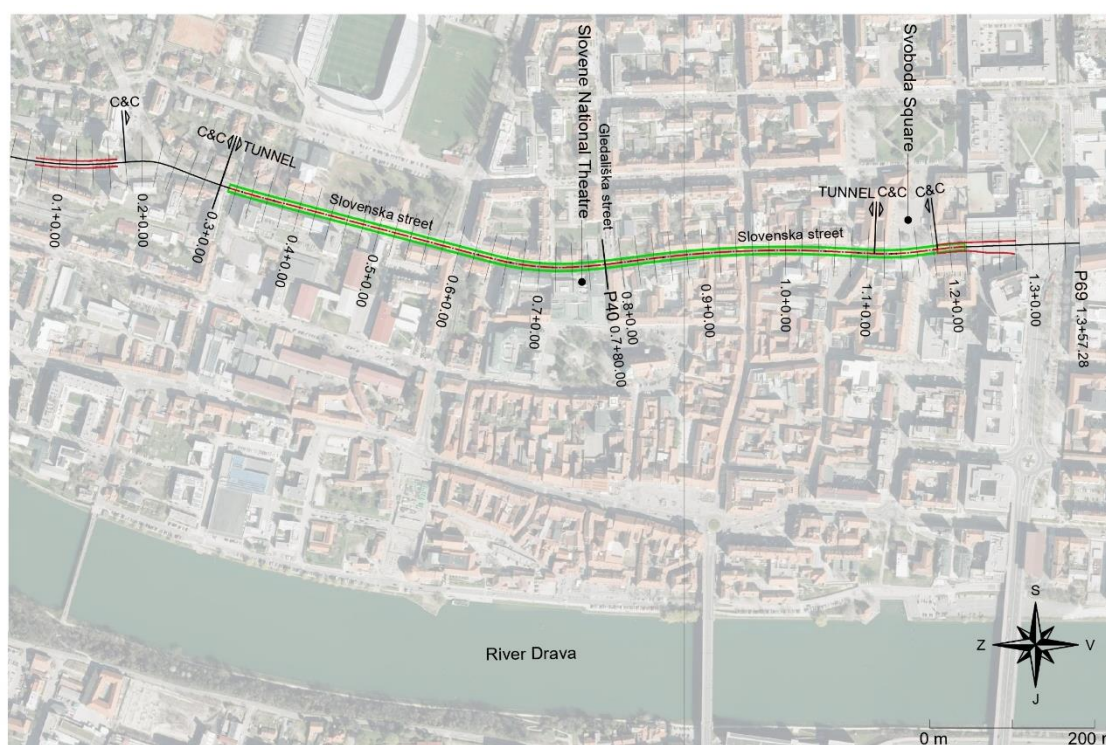 Slovene National Theatre
Gledališka street
Svoboda Square
C&C
C&C TUNNEL
Slovenska street
Slovenska street
TUNNEL C&C
C&C
0.1+0.00
0.2+0.00
0.3+0.00
0.4+0.00
0.5+0.00
0.6+0.00
0.7+0.00
P40 0.7+80.00
0.8+0.00
0.9+0.00
1.0+0.00
1.1+0.00
1.2+0.00
1.3+0.00
P69 1.3+57.28
River Drava
S
Z
V
J
0 m
200 m